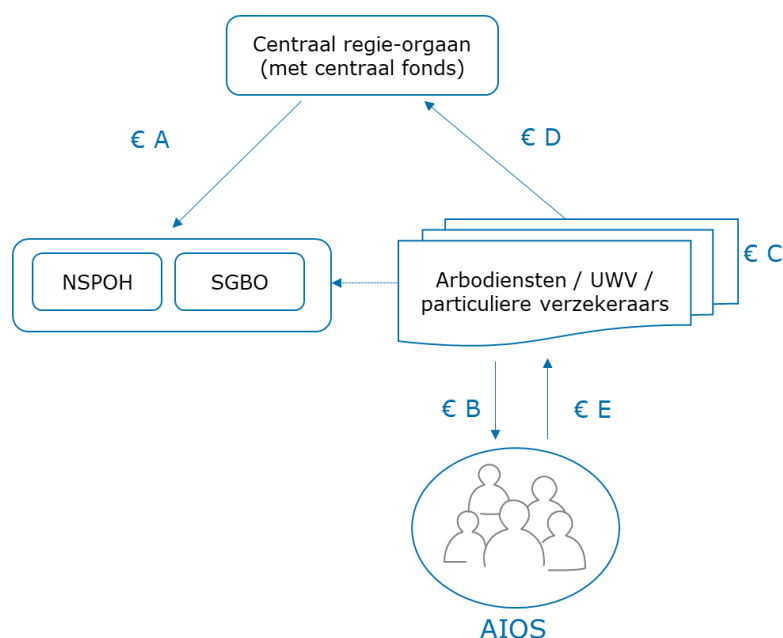 Centraal regie-orgaan
(met centraal fonds)
€ A
€ D
NSPOH
SGBO
Arbodiensten / UWV /
particuliere verzekeraars
€ C
€ B
€ E
AIOS